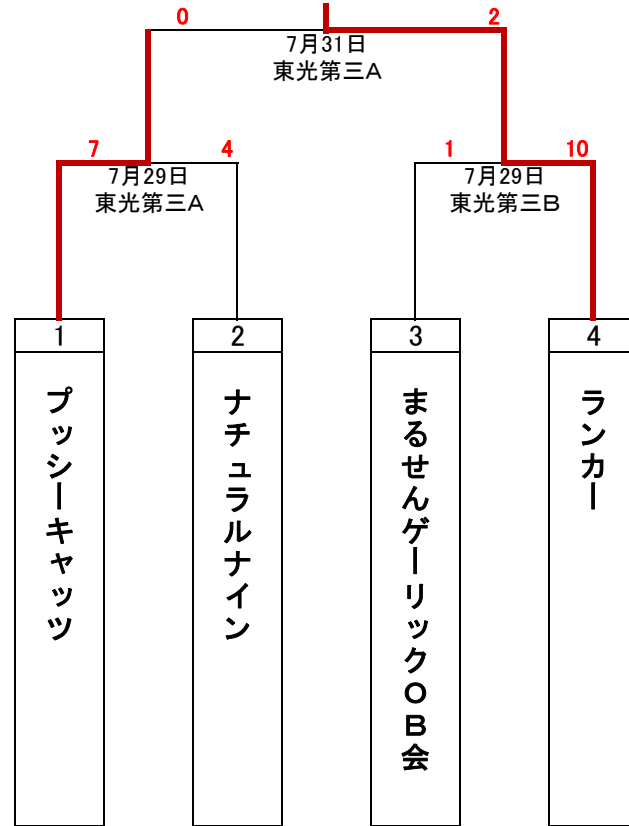 0
2
7月31日
東光第三A
7
4
1
10
7月29日
東光第三A
7月29日
東光第三B
1
2
3
4
プッシーキャッツ
ナチュラルナイン
まるせんゲーリックOB会
ランカー